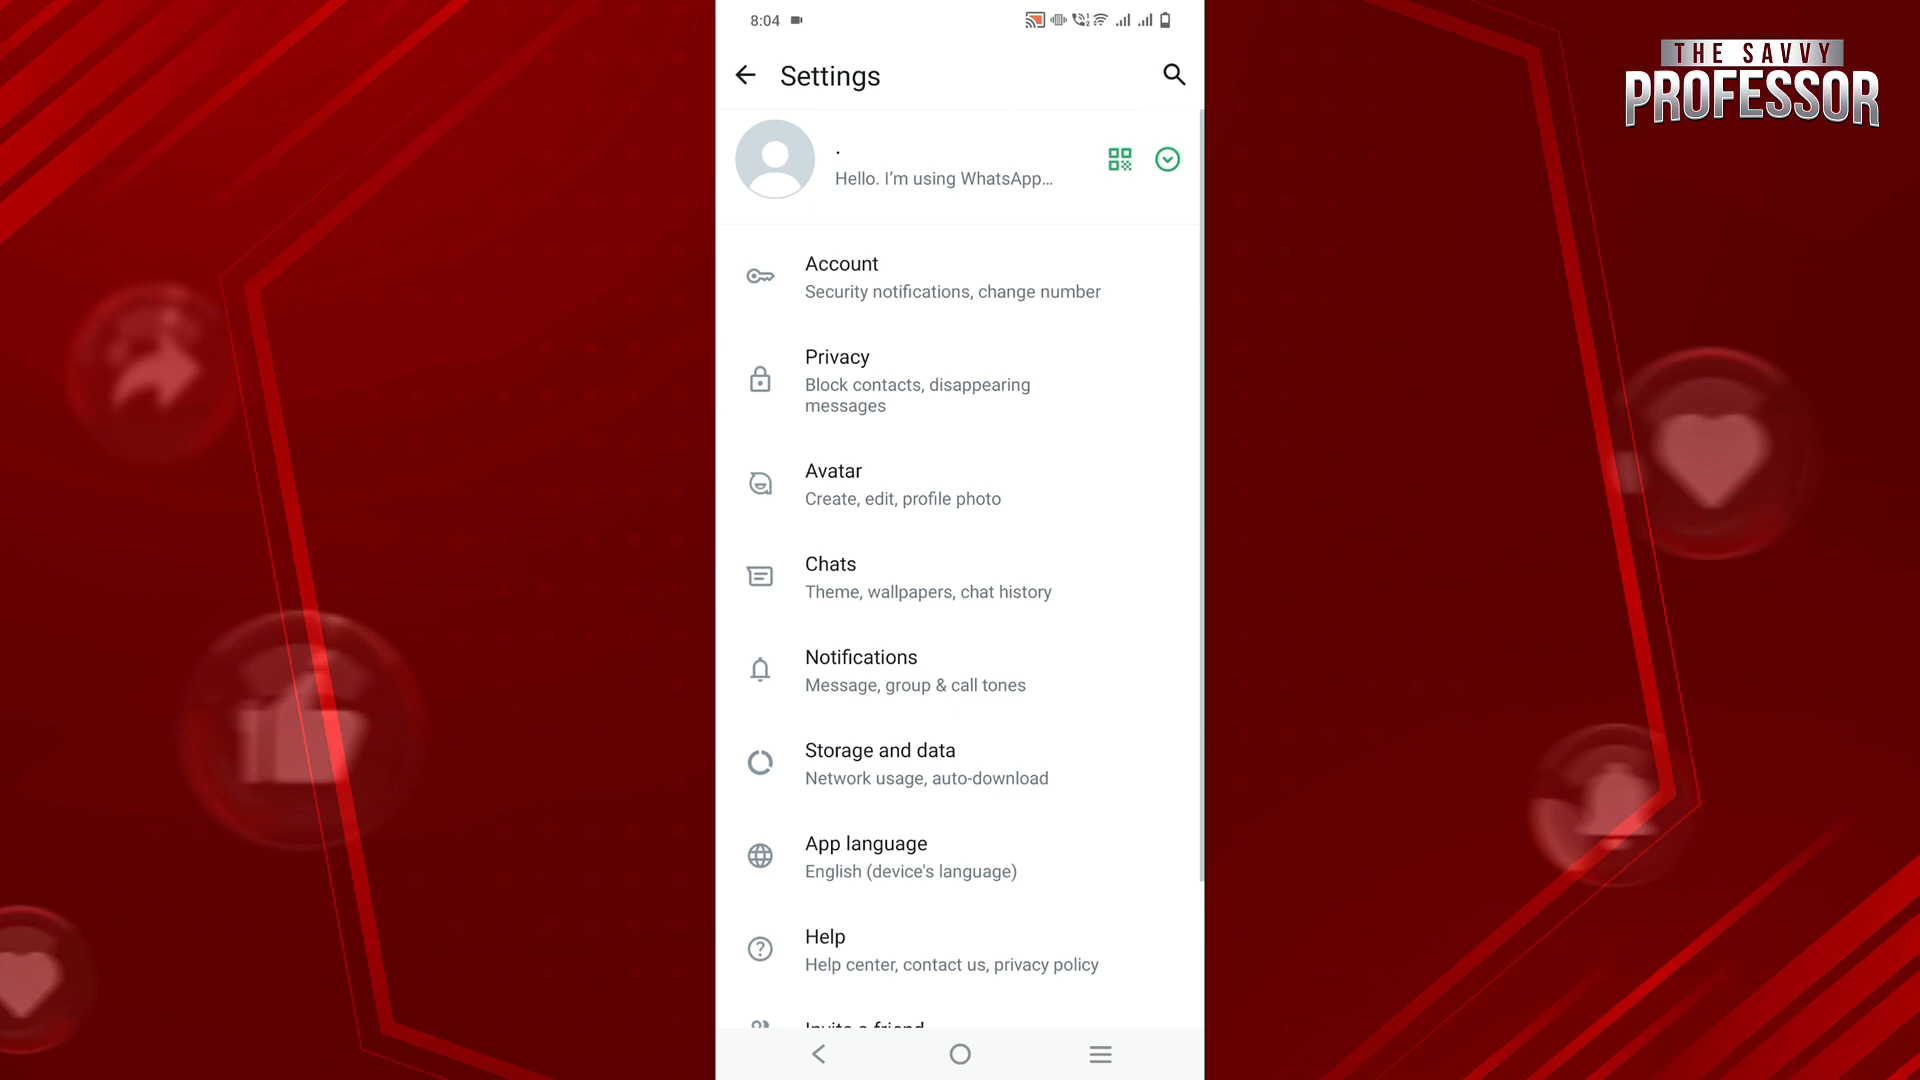 8:04
THE SAVVY
PROFESSOR
Settings
.
Hello. I’m using WhatsApp...
Account
Security notifications, change number
Privacy
Block contacts, disappearing
messages
Avatar
Create, edit, profile photo
Chats
Theme, wallpapers, chat history
Notifications
Message, group & call tones
Storage and data
Network usage, auto-download
App language
English (device's language)
Help
Help center, contact us, privacy policy
Invite a friend